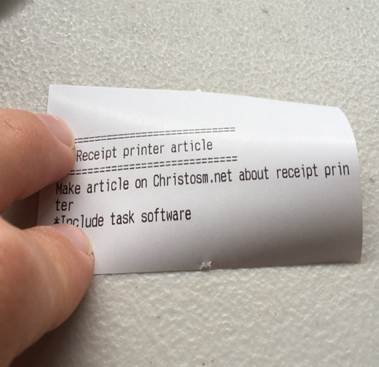 ==============================
Receipt printer article
==============================
Make article on Christosm.net about receipt prin
ter
*Include task software